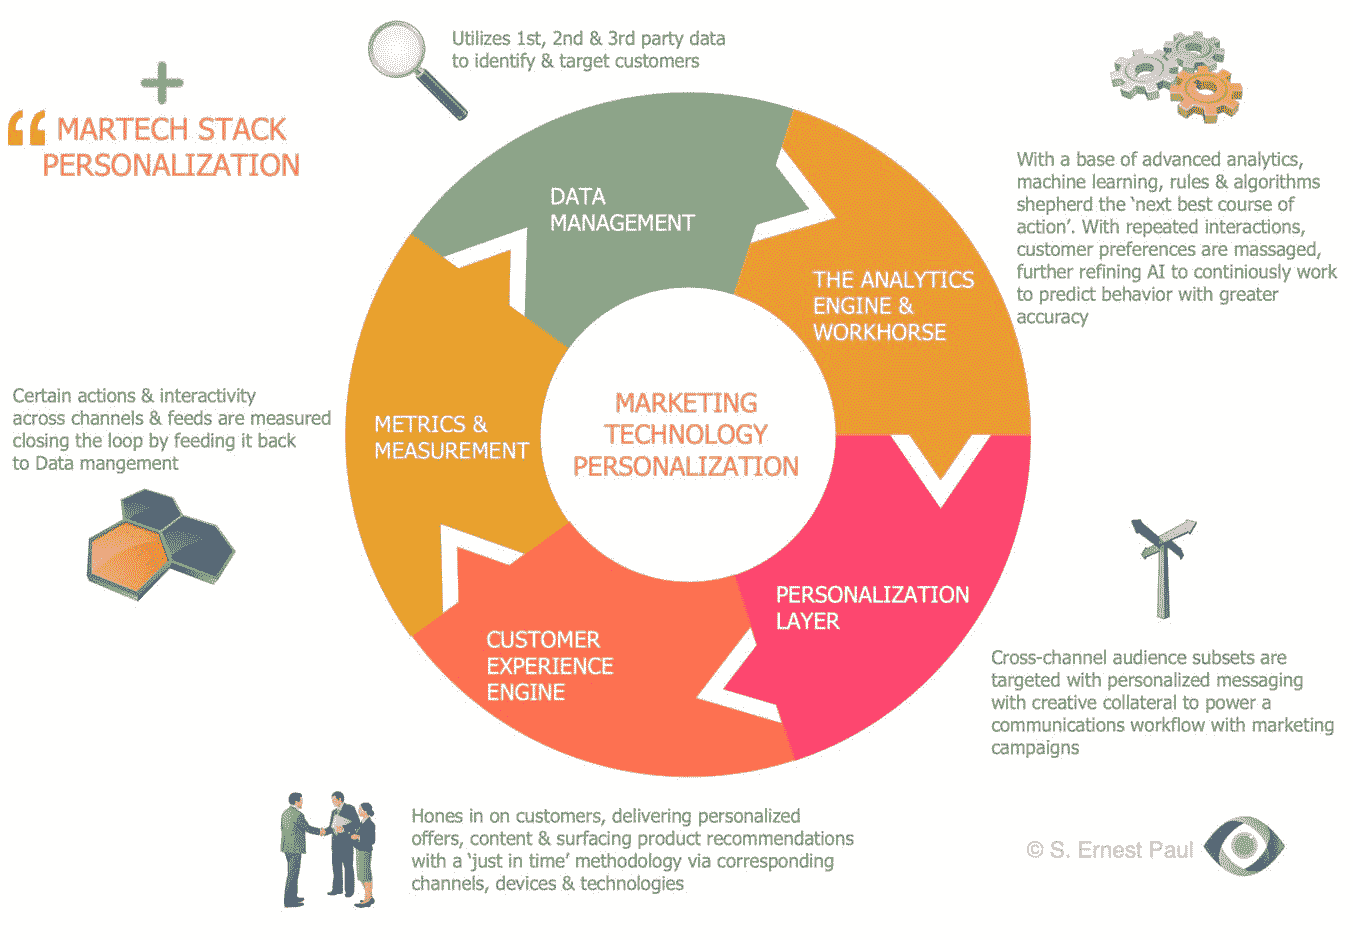 Utilizes 1st, 2nd & 3rd party data
to identify & target customers
+
“ MARTECH STACK
PERSONALIZATION
DATA
MANAGEMENT
With a base of advanced analytics,
machine learning, rules & algorithms
shepherd the ‘next best course of
action’. With repeated interactions,
customer preferences are massaged,
further refining AI to continiously work
to predict behavior with greater
accuracy
THE ANALYTICS
ENGINE &
WORKHORSE
Certain actions & interactivity
across channels & feeds are measured
closing the loop by feeding it back
to Data mangement
METRICS &
MEASUREMENT
MARKETING
TECHNOLOGY
PERSONALIZATION
PERSONALIZATION
LAYER
CUSTOMER
EXPERIENCE
ENGINE
Cross-channel audience subsets are
targeted with personalized messaging
with creative collateral to power a
communications workflow with marketing
campaigns
Hones in on customers, delivering personalized
offers, content & surfacing product recommendations
with a ‘just in time’ methodology via corresponding
channels, devices & technologies
© S. Ernest Paul